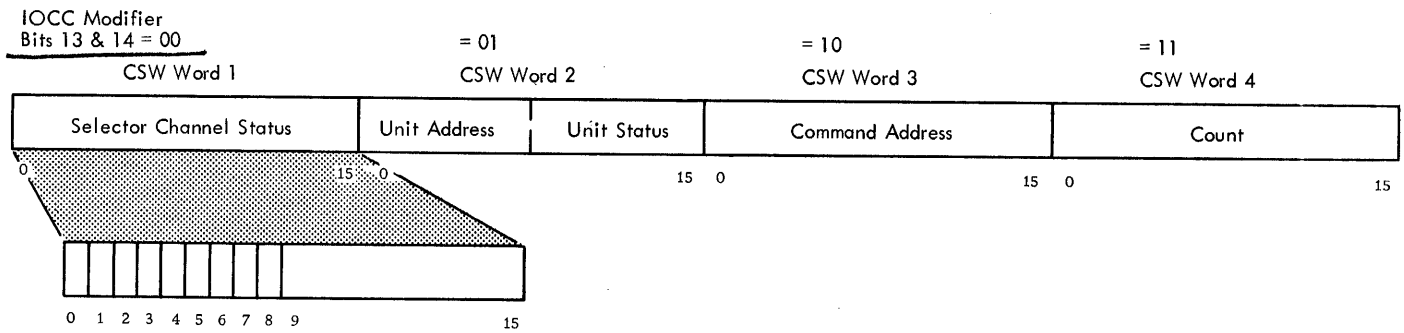 IOCC Modifier
Bits 13 & 14 = 00 = 01 = 10 = 11
CSW Word 1 CSW Word 2 CSW Word 3 CSW Word 4
Selector Channel Status Unit Address Unit Status Command Address Count
0 15 0 15 0 15 0 15
0 1 2 3 4 5 6 7 8 9 15